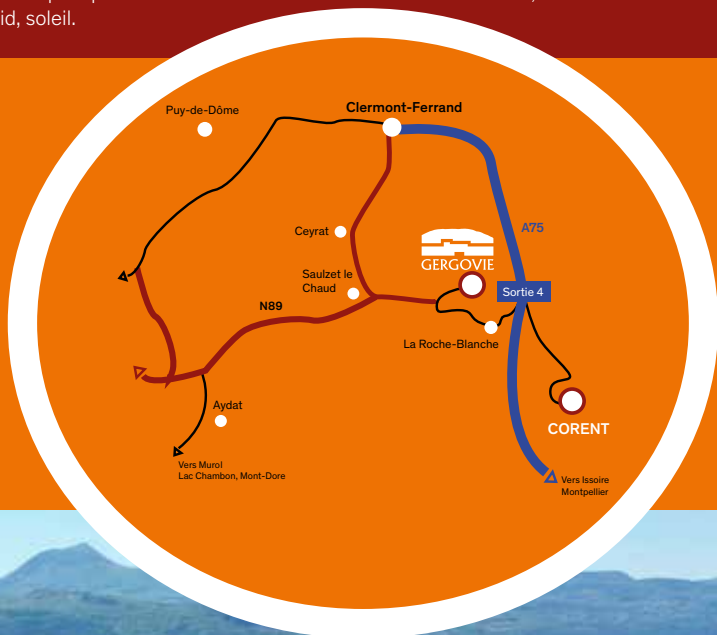 id, soleil.
Puy-de-Dôme
Clermont-Ferrand
A75
Ceyrat
GERGOVIE
Saulzet le
Chaud
Sortie 4
N89
La Roche-Blanche
Aydat
CORENT
Vers Murol
Lac Chambon, Mont-Dore
Vers Issoire
Montpellier